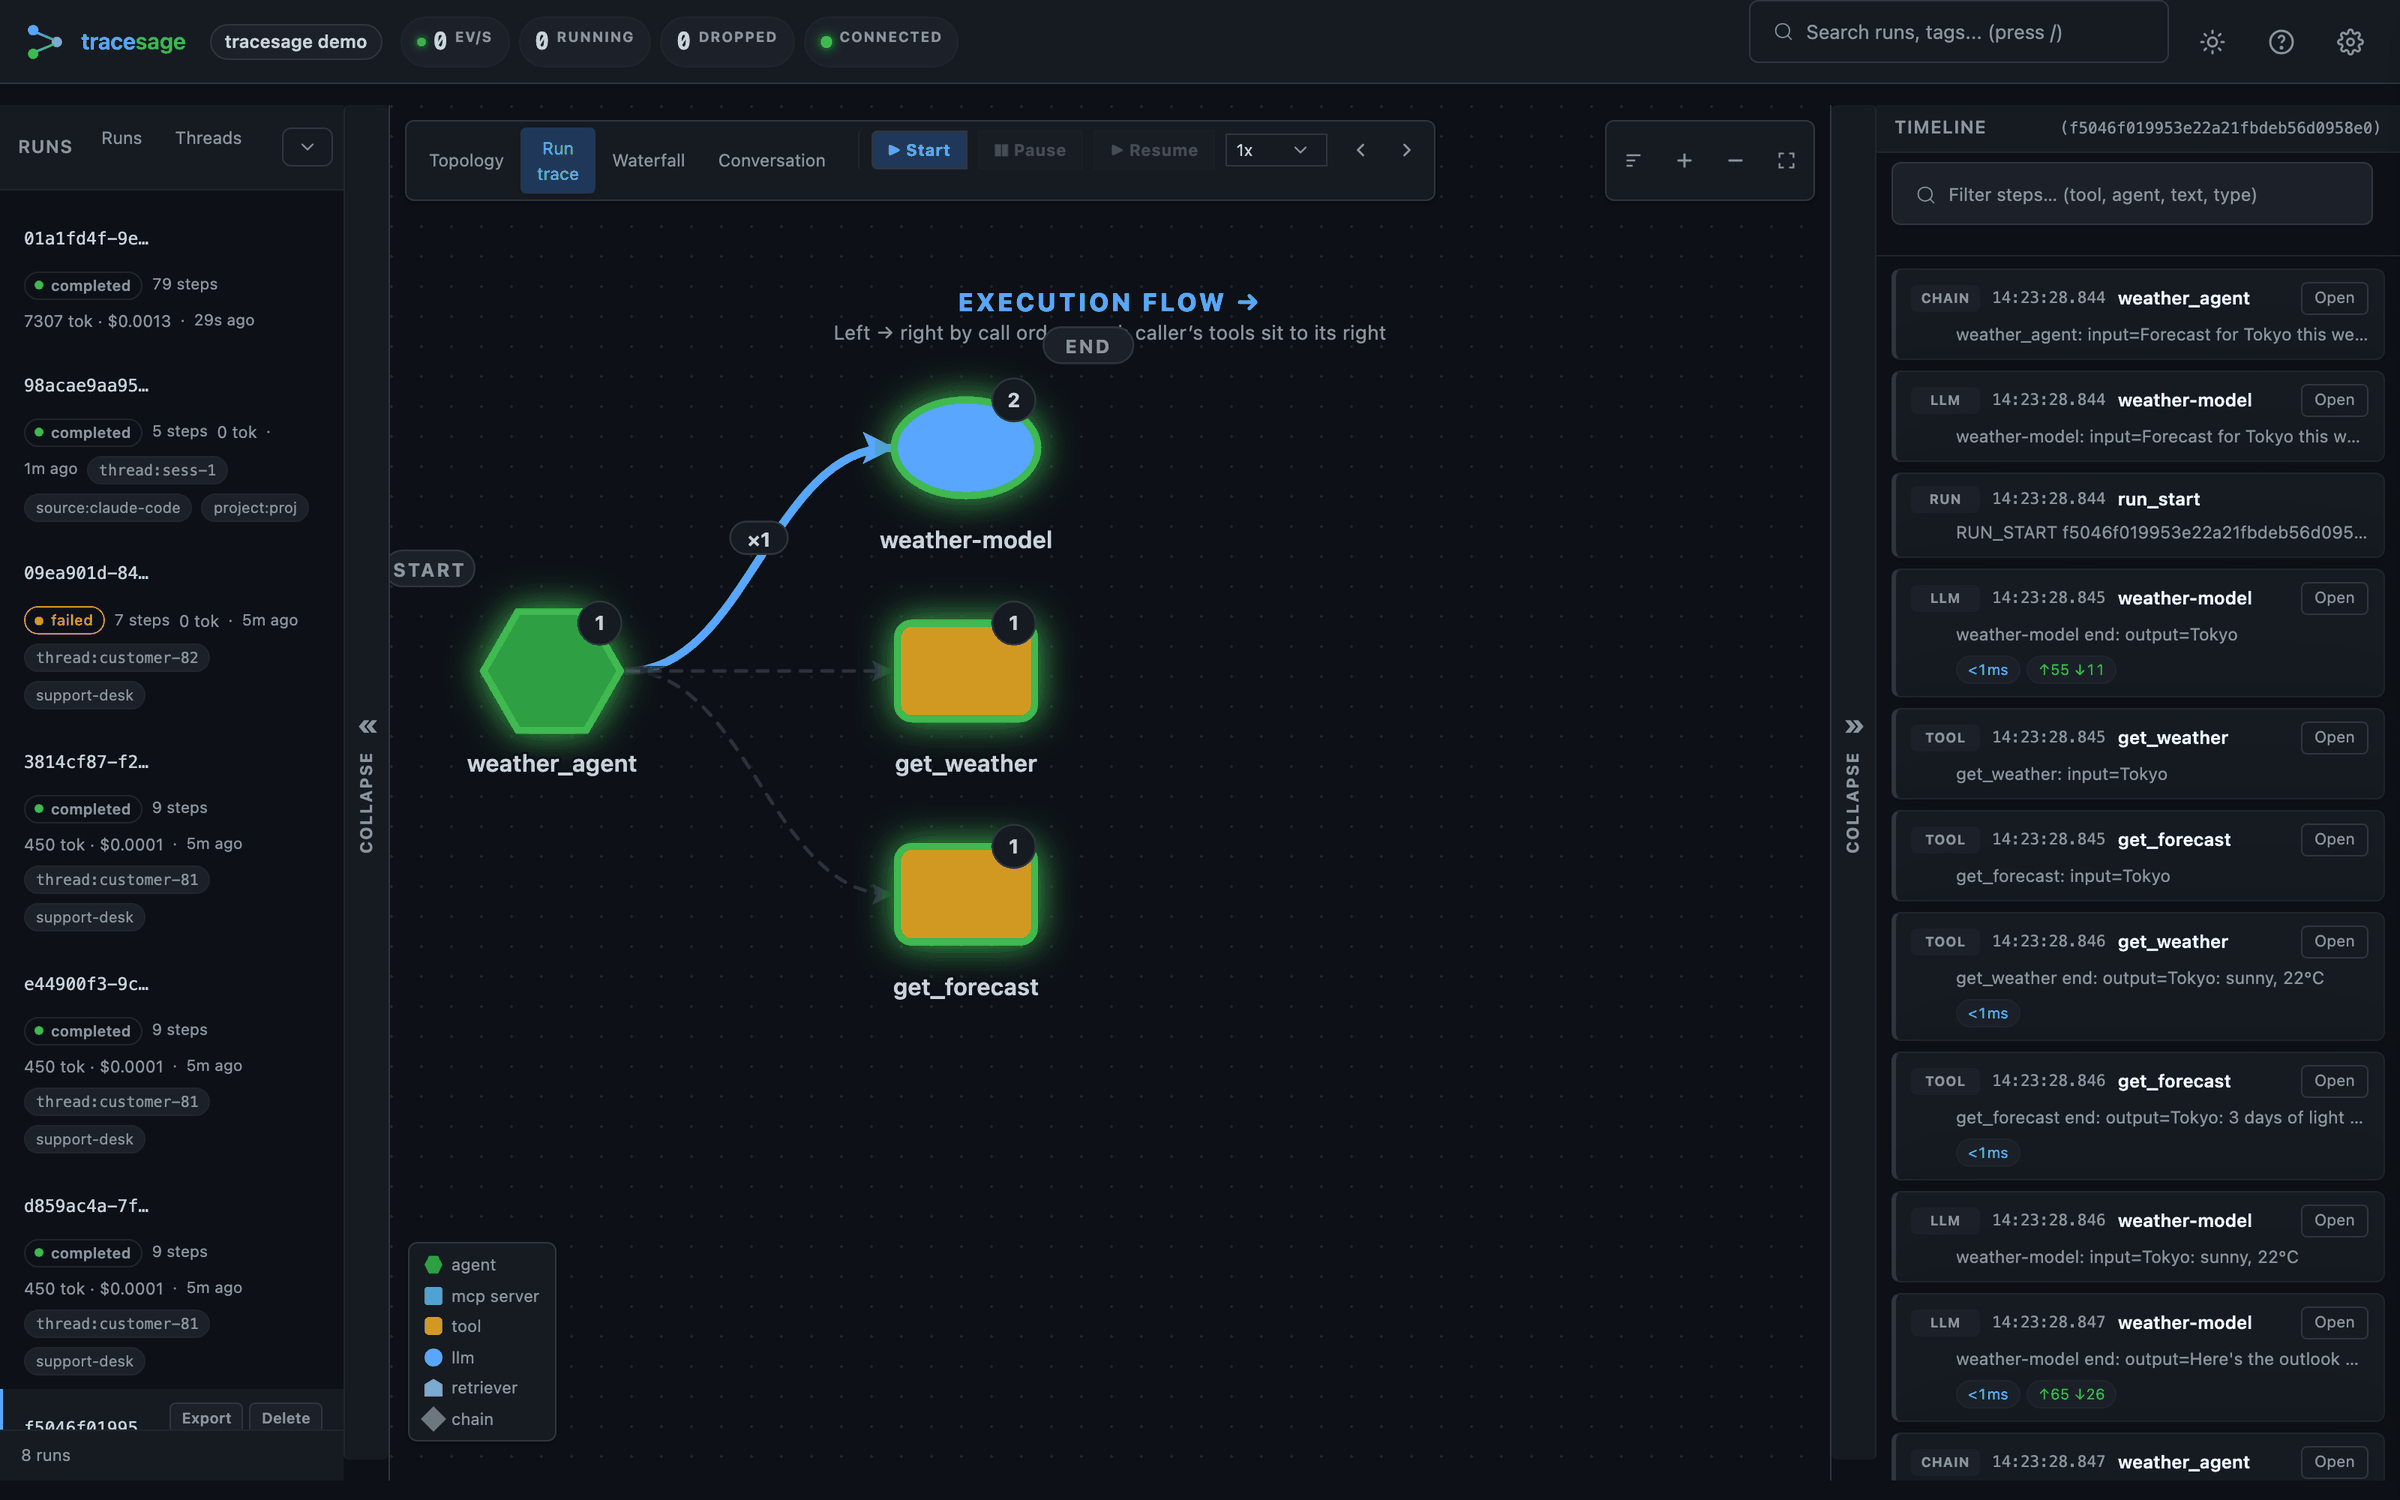 tracesage
tracesage demo
0 EV/S
0 RUNNING
0 DROPPED
CONNECTED
Search runs, tags... (press /)
RUNS
Runs
Threads
01a1fd4f-9e…
completed 79 steps
7307 tok · $0.0013 · 29s ago
98acae9aa95…
completed 5 steps 0 tok ·
1m ago thread:sess-1
source:claude-code project:proj
09ea901d-84…
failed 7 steps 0 tok · 5m ago
thread:customer-82
support-desk
3814cf87-f2…
completed 9 steps
450 tok · $0.0001 · 5m ago
thread:customer-81
support-desk
e44900f3-9c…
completed 9 steps
450 tok · $0.0001 · 5m ago
thread:customer-81
support-desk
d859ac4a-7f…
completed 9 steps
450 tok · $0.0001 · 5m ago
thread:customer-81
support-desk
f5046f01995
Export
Delete
8 runs
« COLLAPSE
Topology
Run
trace
Waterfall
Conversation
Start
Pause
Resume
1x
EXECUTION FLOW →
Left → right by call ord caller's tools sit to its right
END
START
2
×1
weather-model
1
weather_agent
1
get_weather
1
get_forecast
agent
mcp server
tool
llm
retriever
chain
» COLLAPSE
TIMELINE (f5046f019953e22a21fbdeb56d0958e0)
Filter steps... (tool, agent, text, type)
CHAIN 14:23:28.844 weather_agent Open
weather_agent: input=Forecast for Tokyo this we...
LLM 14:23:28.844 weather-model Open
weather-model: input=Forecast for Tokyo this w...
RUN 14:23:28.844 run_start
RUN_START f5046f019953e22a21fbdeb56d095...
LLM 14:23:28.845 weather-model Open
weather-model end: output=Tokyo
<1ms ↑55 ↓11
TOOL 14:23:28.845 get_weather Open
get_weather: input=Tokyo
TOOL 14:23:28.845 get_forecast Open
get_forecast: input=Tokyo
TOOL 14:23:28.846 get_weather Open
get_weather end: output=Tokyo: sunny, 22°C
<1ms
TOOL 14:23:28.846 get_forecast Open
get_forecast end: output=Tokyo: 3 days of light ...
<1ms
LLM 14:23:28.846 weather-model Open
weather-model: input=Tokyo: sunny, 22°C
LLM 14:23:28.847 weather-model Open
weather-model end: output=Here's the outlook ...
<1ms ↑65 ↓26
CHAIN 14:23:28.847 weather_agent Open